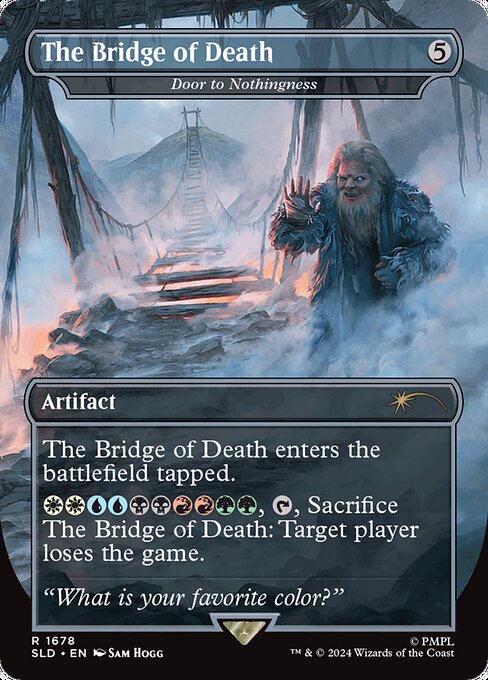 The Bridge of Death 5
Door to Nothingness
Artifact
The Bridge of Death enters the
battlefield tapped.
, , Sacrifice
The Bridge of Death: Target player
loses the game.
“What is your favorite color?”
R 1678
SLD • EN Sam Hogg
© PMPL
™ & © 2024 Wizards of the Coast